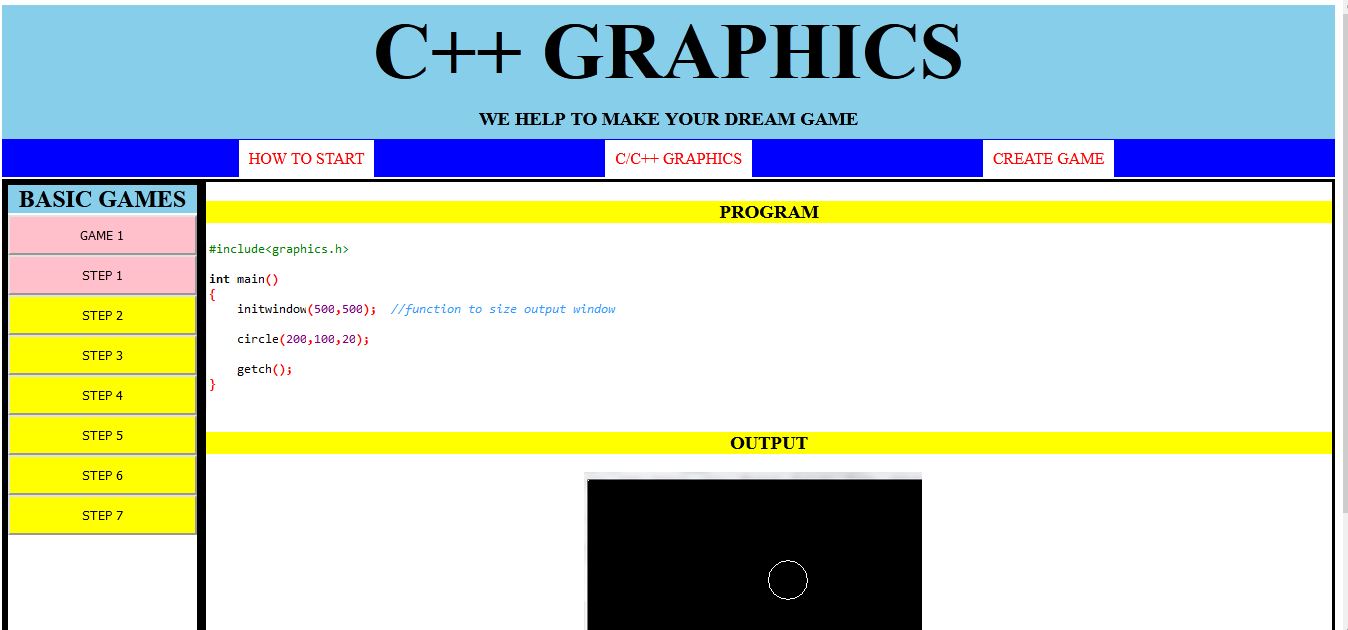 C++ GRAPHICS
WE HELP TO MAKE YOUR DREAM GAME
HOW TO START
C/C++ GRAPHICS
CREATE GAME
BASIC GAMES
GAME 1
STEP 1
STEP 2
STEP 3
STEP 4
STEP 5
STEP 6
STEP 7
PROGRAM
#include<graphics.h>
int main()
{
    initwindow(500,500);  //function to size output window
    circle(200,100,20);
    getch();
}
OUTPUT